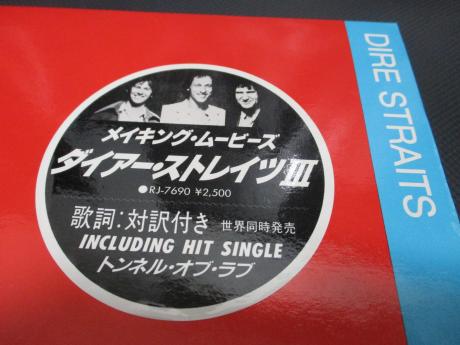 メイキング・ムービーズ
ダイアー・ストレイツIII
●RJ-7690 ¥2,500
歌詞:対訳付き 世界同時発売
INCLUDING HIT SINGLE
トンネル・オブ・ラブ
DIRE STRAITS